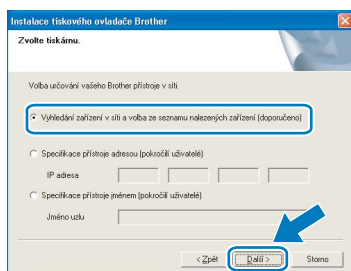 Instalace tiskového ovladače Brother
Zvolte tiskárnu.
Volba určování vašeho Brother přístroje v síti.
Vyhledání zařízení v síti a volba ze seznamu nalezených zařízení (doporučeno)
Specifikace přístroje adresou (pokročilí uživatelé)
IP adresa
Specifikace přístroje jménem (pokročilí uživatelé)
Jméno uzlu
< Zpět
Další >
Storno